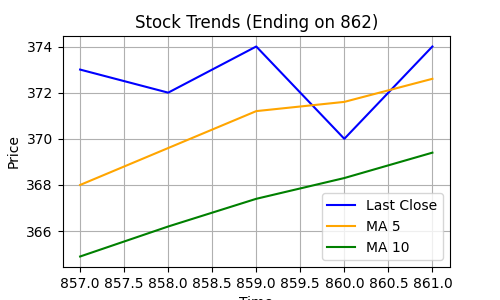 Stock Trends (Ending on 862)
374
372
370
368
366
Price
Last Close
MA 5
MA 10
857.0 857.5 858.0 858.5 859.0 859.5 860.0 860.5 861.0
Time